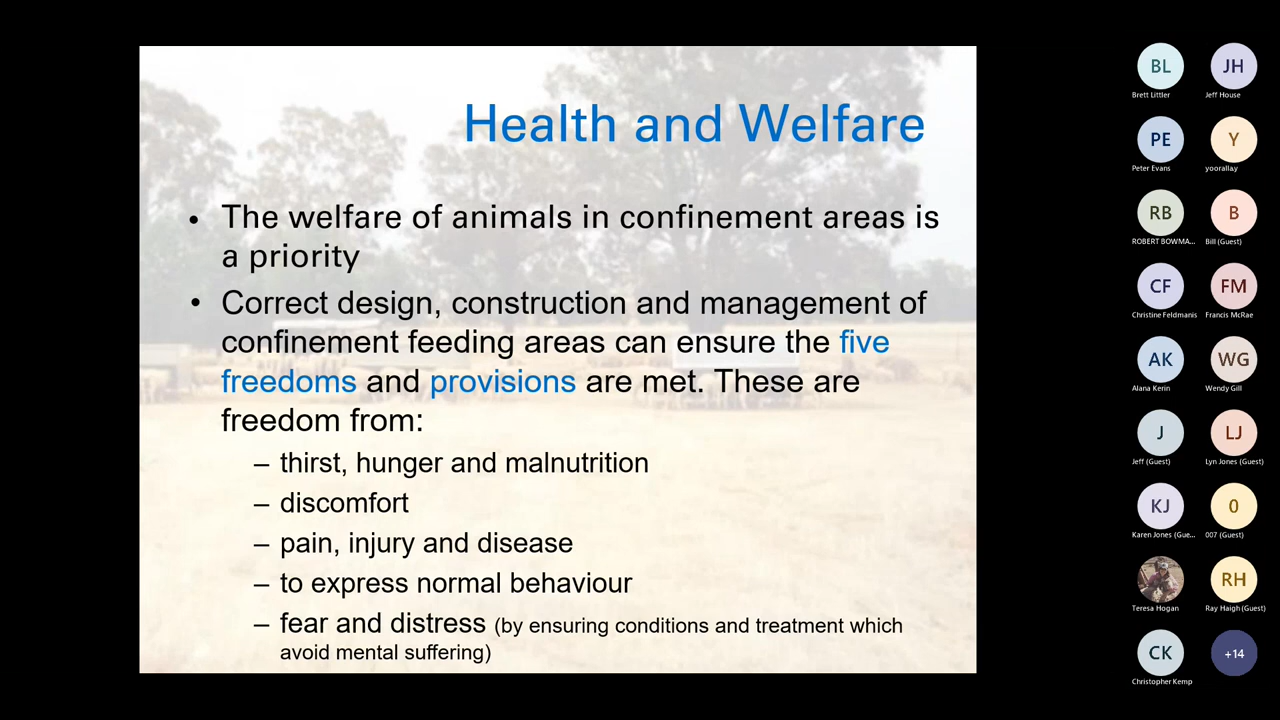 Health and Welfare
• The welfare of animals in confinement areas is
a priority
• Correct design, construction and management of
confinement feeding areas can ensure the five
freedoms and provisions are met. These are
freedom from:
– thirst, hunger and malnutrition
– discomfort
– pain, injury and disease
– to express normal behaviour
– fear and distress (by ensuring conditions and treatment which
avoid mental suffering)
BL JH
Brett Littler Jeff House
PE Y
Peter Evans yoorallay
RB B
ROBERT BOWMA... Bill (Guest)
CF FM
Christine Feldmanis Francis McRae
AK WG
Alana Kerin Wendy Gill
J LJ
Jeff (Guest) Lyn Jones (Guest)
KJ 0
Karen Jones (Gue... 007 (Guest)
RH
Teresa Hogan Ray Haigh (Guest)
CK +14
Christopher Kemp